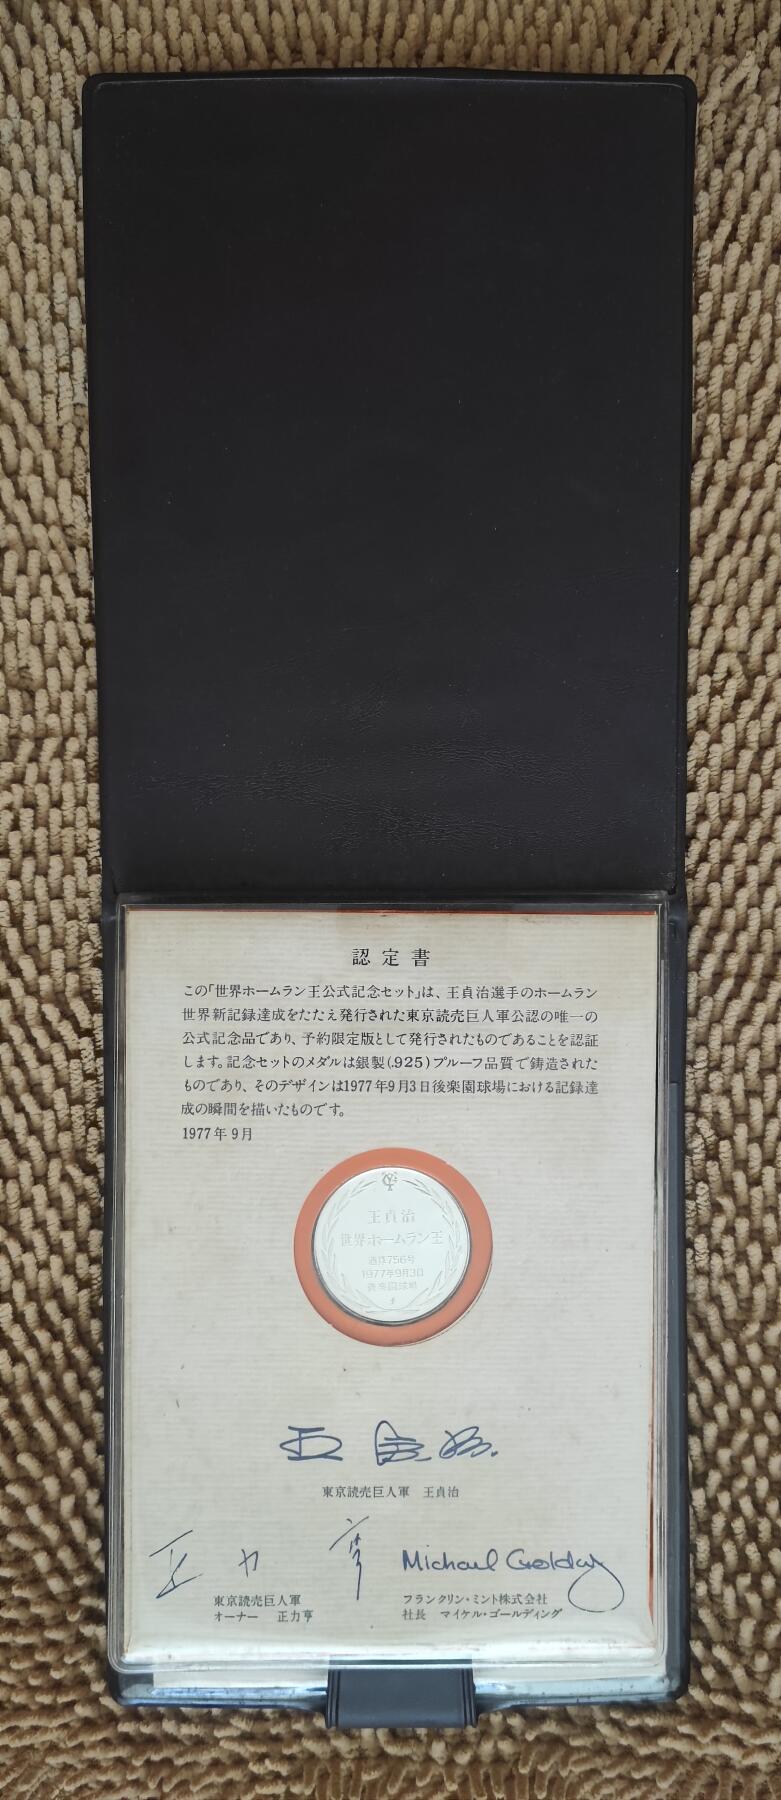 認定書
この「世界ホームラン王公式記念セット」は、王貞治選手のホームラン
世界新記録達成をたたえ発行された東京読売巨人軍公認の唯一の
公式記念品であり、予約限定版として発行されたものであることを認証
します。記念セットのメダルは銀製(.925)プルーフ品質で鋳造された
ものであり、そのデザインは1977年9月3日後楽園球場における記録達
成の瞬間を描いたものです。
1977年9月
王貞治
世界ホームラン王
通算756号
1977年9月3日
後楽園球場
王貞治
東京読売巨人軍 王貞治
正力亨
Michael Golding
東京読売巨人軍
オーナー 正力亨
フランクリン・ミント株式会社
社長 マイケル・ゴールディング